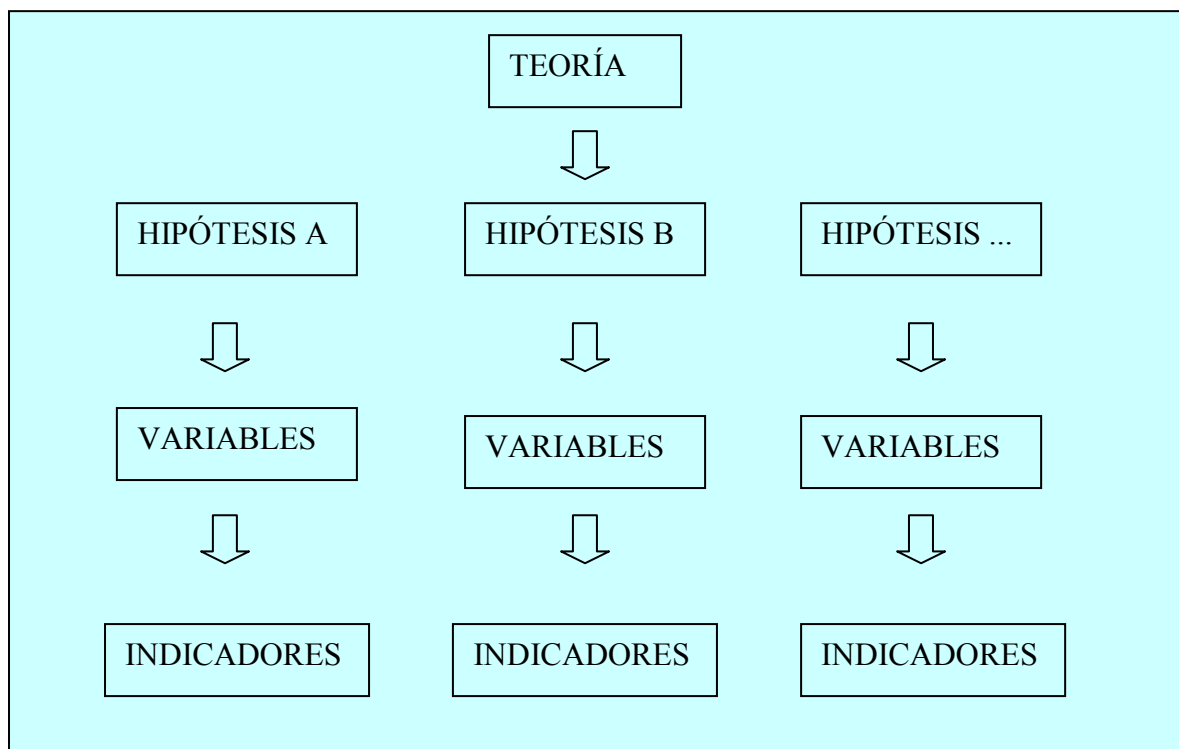 TEORÍA
HIPÓTESIS A
HIPÓTESIS B
HIPÓTESIS ...
VARIABLES
VARIABLES
VARIABLES
INDICADORES
INDICADORES
INDICADORES